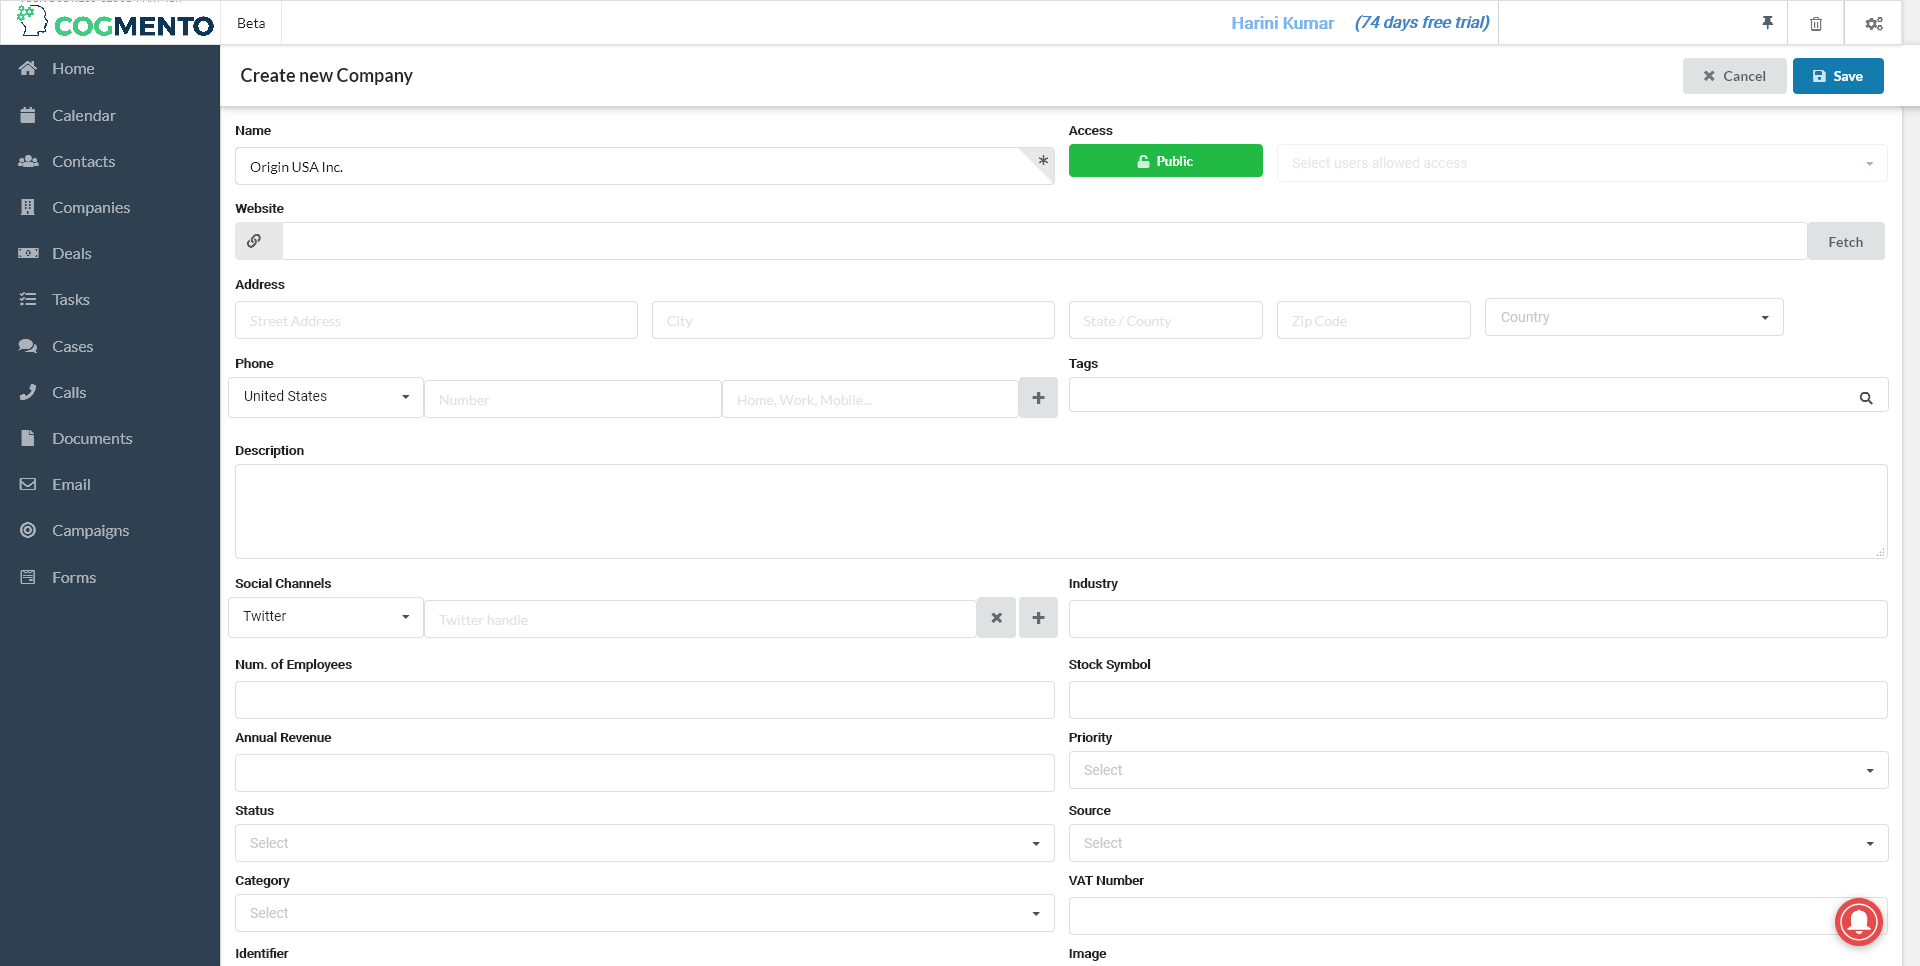 COGMENTO
Beta
Harini Kumar
(74 days free trial)
Home
Calendar
Contacts
Companies
Deals
Tasks
Cases
Calls
Documents
Email
Campaigns
Forms
Create new Company
Cancel
Save
Name
Access
Origin USA Inc.
*
Public
Select users allowed access
Website
Fetch
Address
Street Address
City
State / County
Zip Code
Country
Phone
Tags
United States
Number
Home, Work, Mobile...
Description
Social Channels
Industry
Twitter
Twitter handle
Num. of Employees
Stock Symbol
Annual Revenue
Priority
Select
Status
Source
Select
Select
Category
VAT Number
Select
Identifier
Image